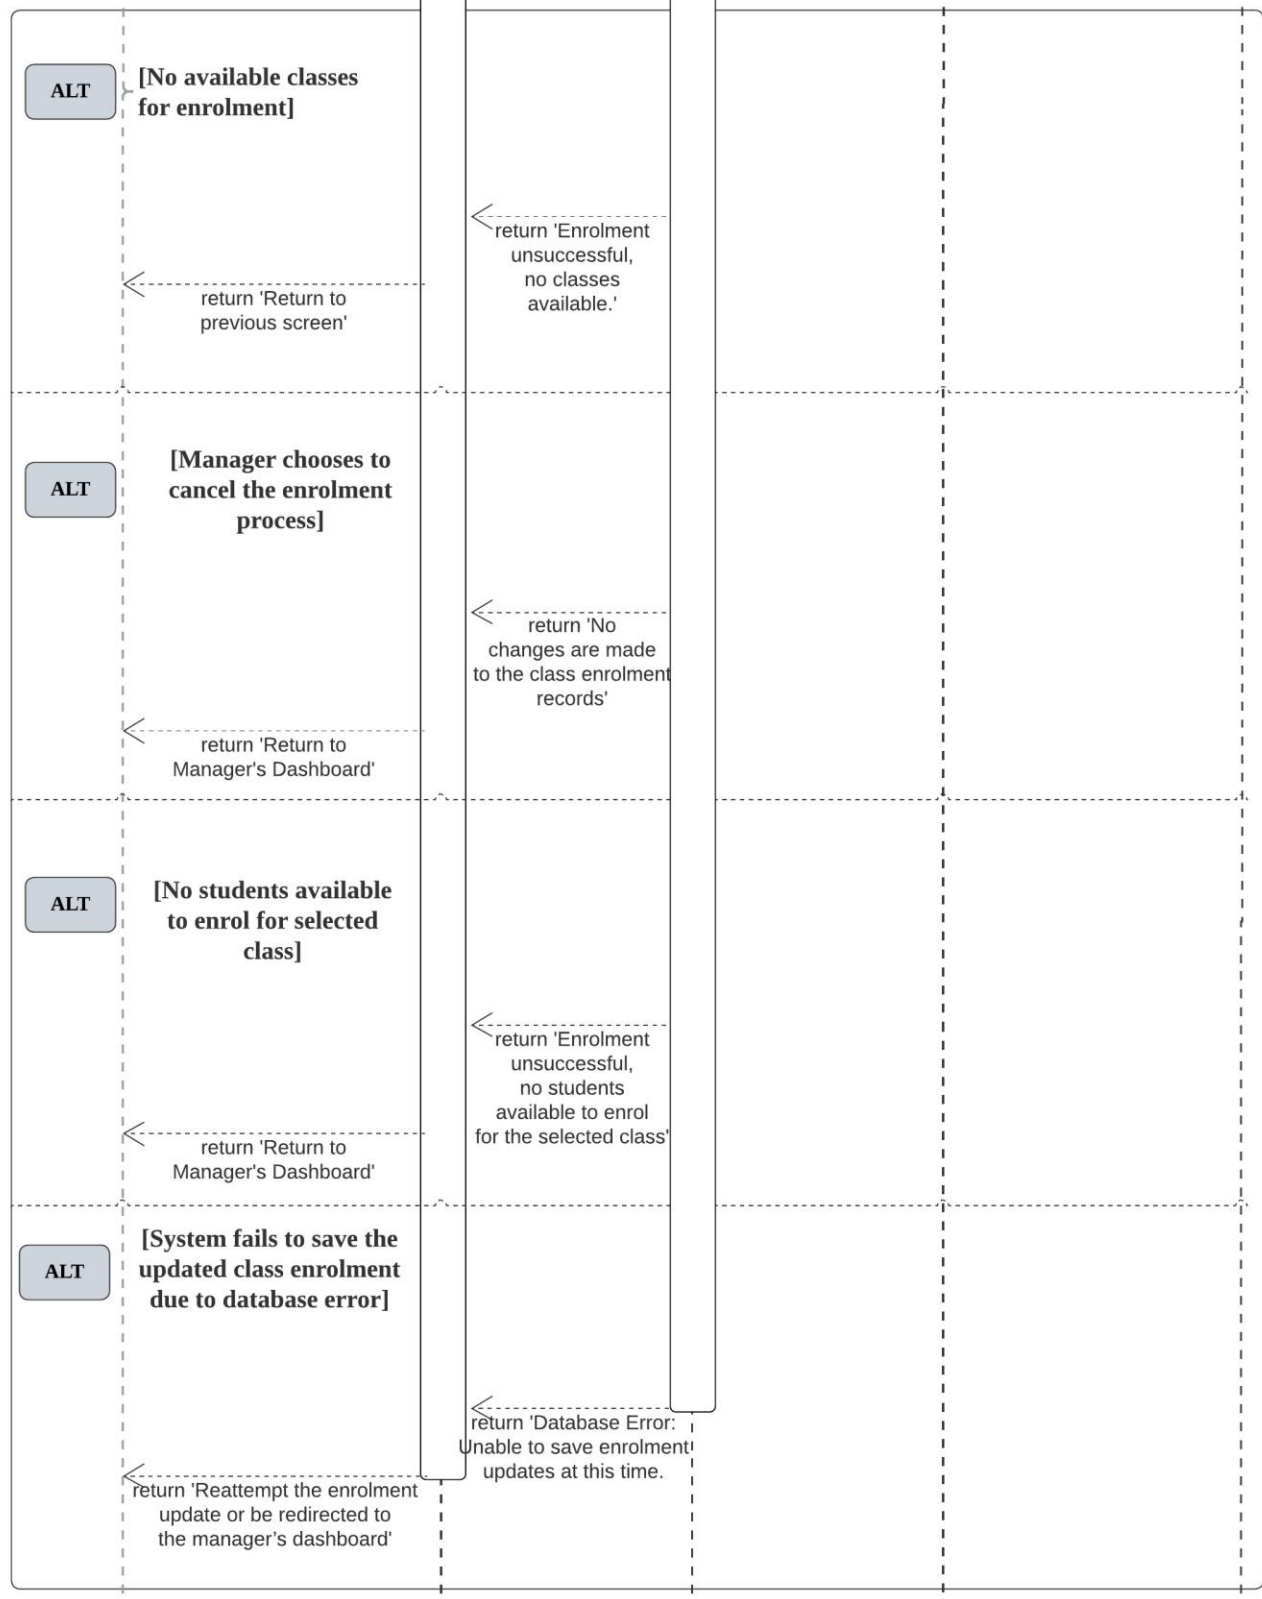 ALT
[No available classes
for enrolment]
return 'Enrolment
unsuccessful,
no classes
available.'
return 'Return to
previous screen'
ALT
[Manager chooses to
cancel the enrolment
process]
return 'No
changes are made
to the class enrolment
records'
return 'Return to
Manager's Dashboard'
ALT
[No students available
to enrol for selected
class]
return 'Enrolment
unsuccessful,
no students
available to enrol
for the selected class'
return 'Return to
Manager's Dashboard'
ALT
[System fails to save the
updated class enrolment
due to database error]
return 'Database Error:
Unable to save enrolment
updates at this time.
return 'Reattempt the enrolment
update or be redirected to
the manager’s dashboard'